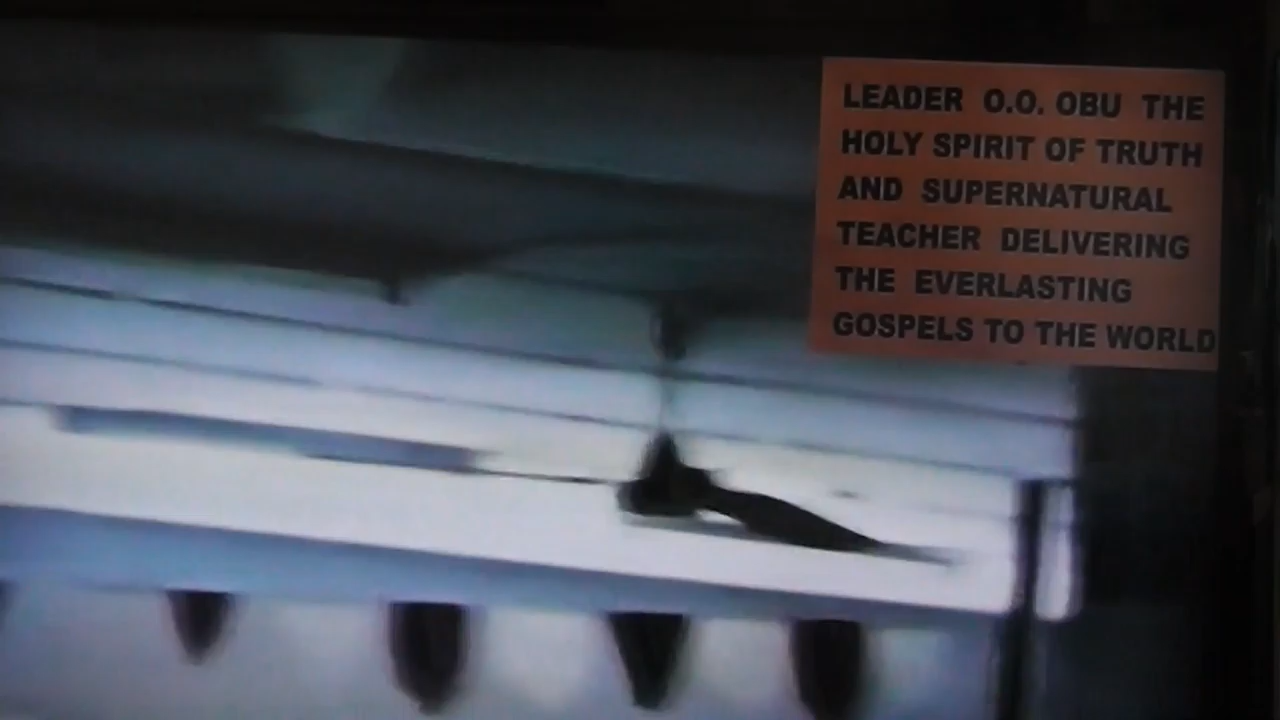 LEADER O.O. OBU THE
HOLY SPIRIT OF TRUTH
AND SUPERNATURAL
TEACHER DELIVERING
THE EVERLASTING
GOSPELS TO THE WORLD